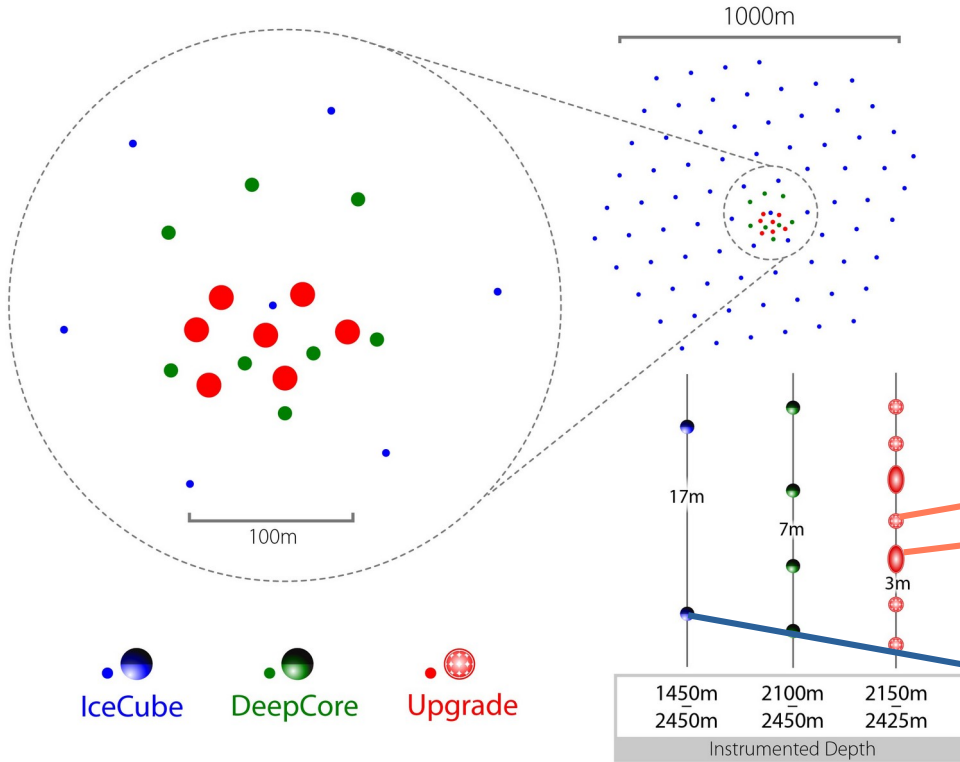 1000m
100m
17m
7m
3m
IceCube
DeepCore
Upgrade
1450m
–
2450m
2100m
–
2450m
2150m
–
2425m
Instrumented Depth